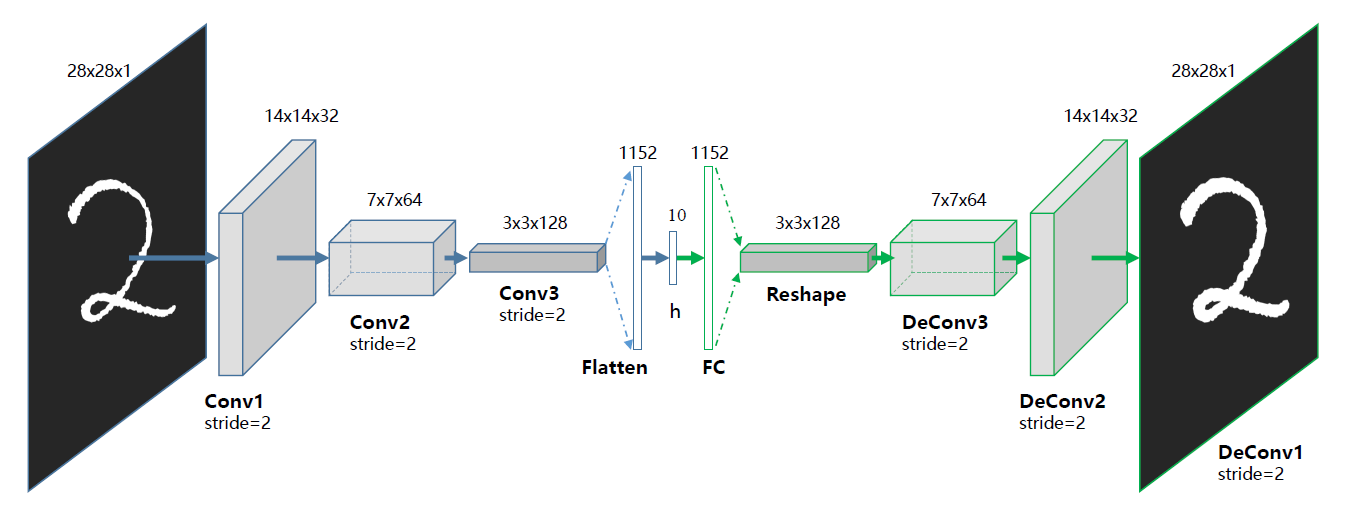 28x28x1
14x14x32
7x7x64
3x3x128
1152
10
1152
3x3x128
7x7x64
14x14x32
28x28x1
2
2
Conv1
stride=2
Conv2
stride=2
Conv3
stride=2
Flatten
h
FC
Reshape
DeConv3
stride=2
DeConv2
stride=2
DeConv1
stride=2